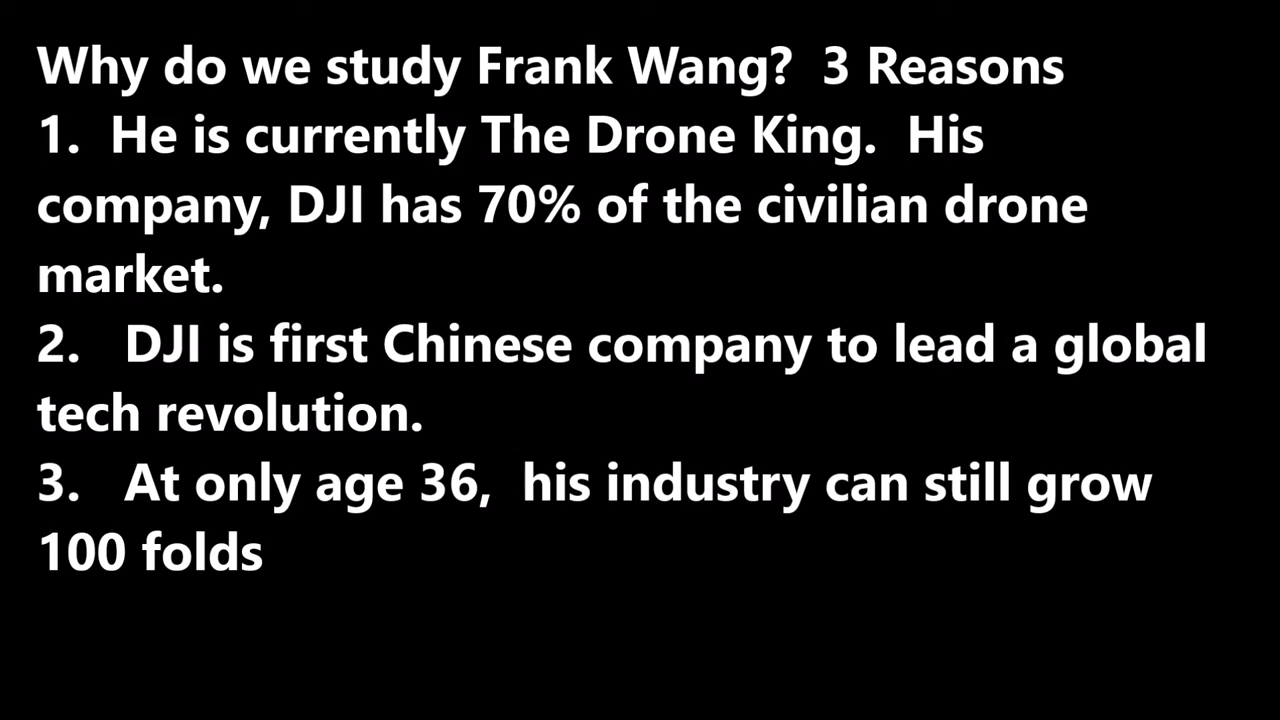 Why do we study Frank Wang?  3 Reasons
1.  He is currently The Drone King.  His
company, DJI has 70% of the civilian drone
market.
2.   DJI is first Chinese company to lead a global
tech revolution.
3.   At only age 36,  his industry can still grow
100 folds